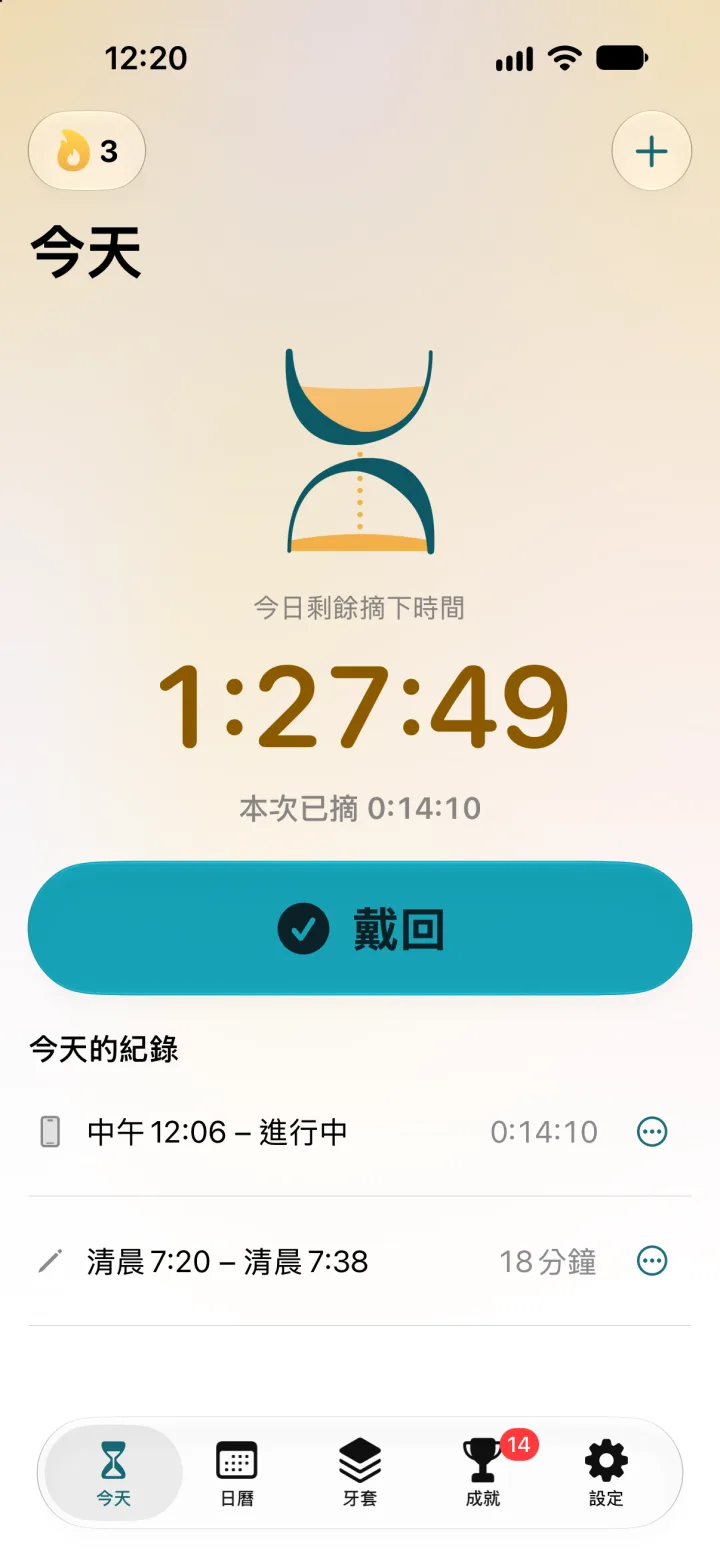 12:20
3
今天
今日剩餘摘下時間
1:27:49
本次已摘 0:14:10
戴回
今天的紀錄
中午 12:06 – 進行中 0:14:10
清晨 7:20 – 清晨 7:38 18 分鐘
14
今天 日曆 牙套 成就 設定